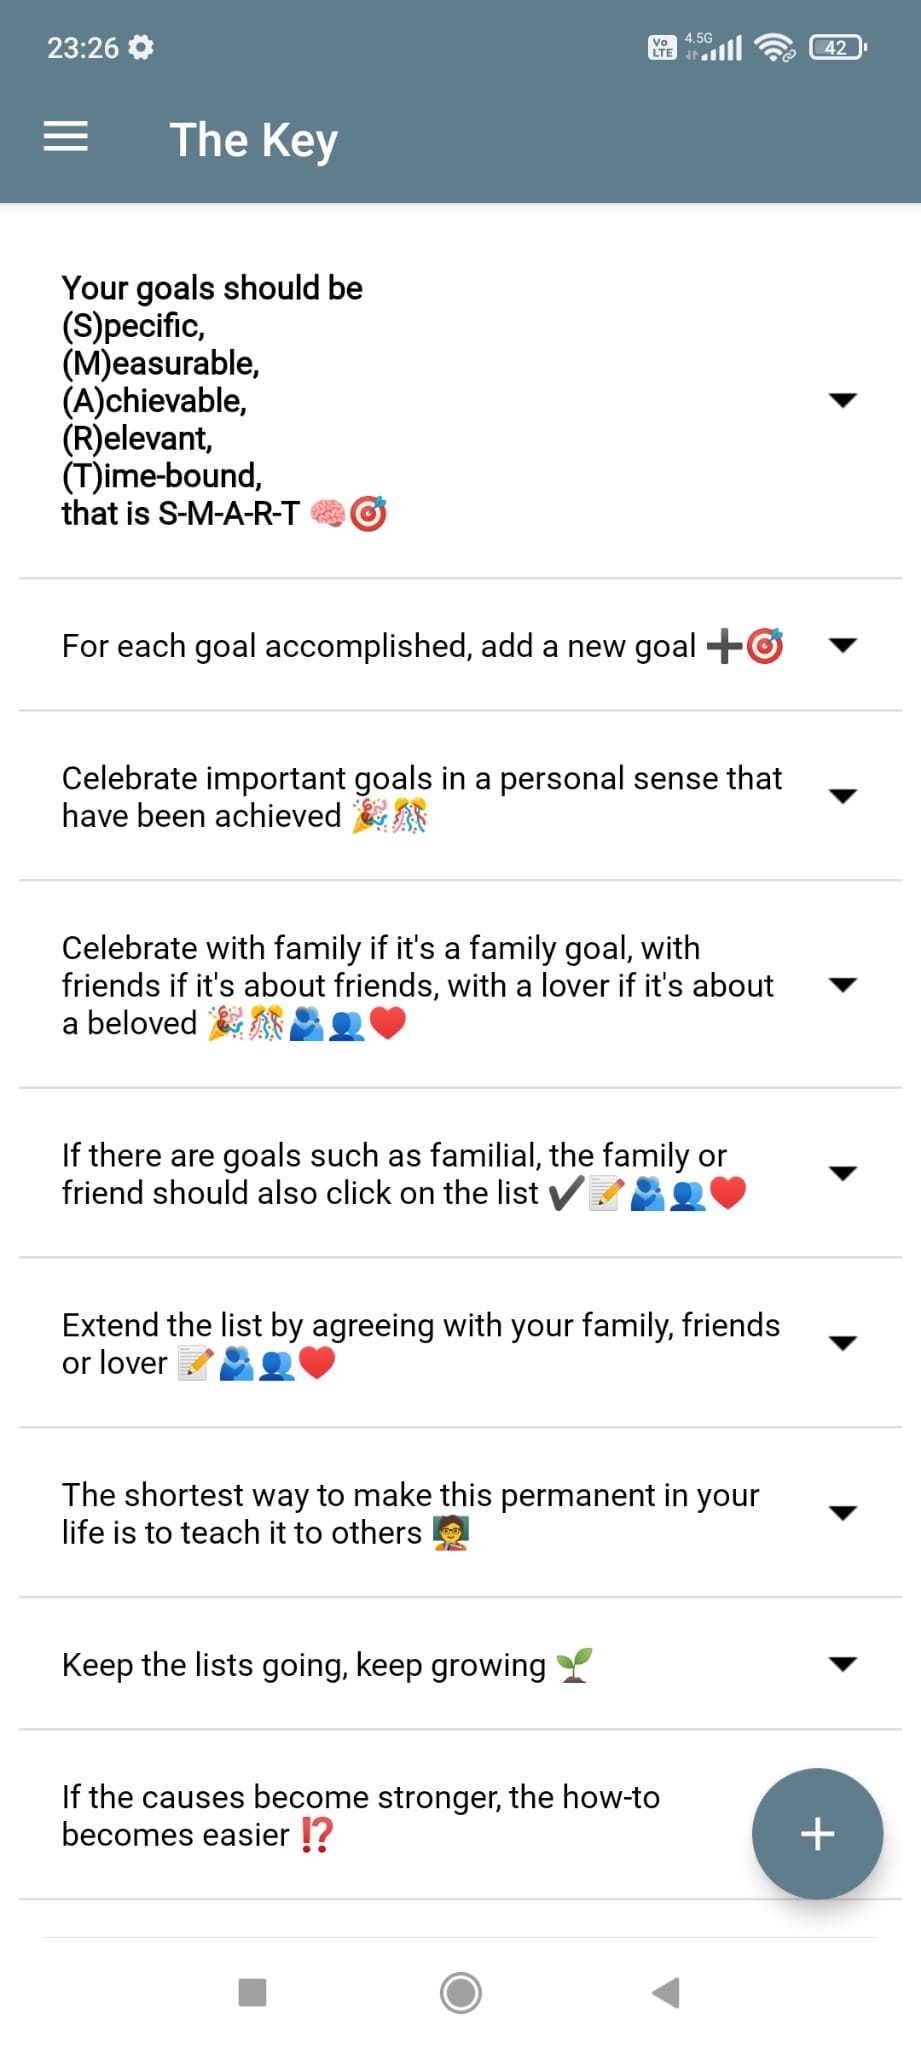 23:26
Vo LTE 4.5G 42
The Key
Your goals should be
(S)pecific,
(M)easurable,
(A)chievable,
(R)elevant,
(T)ime-bound,
that is S-M-A-R-T 🧠🎯
For each goal accomplished, add a new goal ➕🎯
Celebrate important goals in a personal sense that
have been achieved 🎉🎊
Celebrate with family if it's a family goal, with
friends if it's about friends, with a lover if it's about
a beloved 🎉🎊🫂👥❤️
If there are goals such as familial, the family or
friend should also click on the list ✔️📝🫂👥❤️
Extend the list by agreeing with your family, friends
or lover 📝🫂👥❤️
The shortest way to make this permanent in your
life is to teach it to others 🧑‍🏫
Keep the lists going, keep growing 🌱
If the causes become stronger, the how-to
becomes easier ⁉️
+